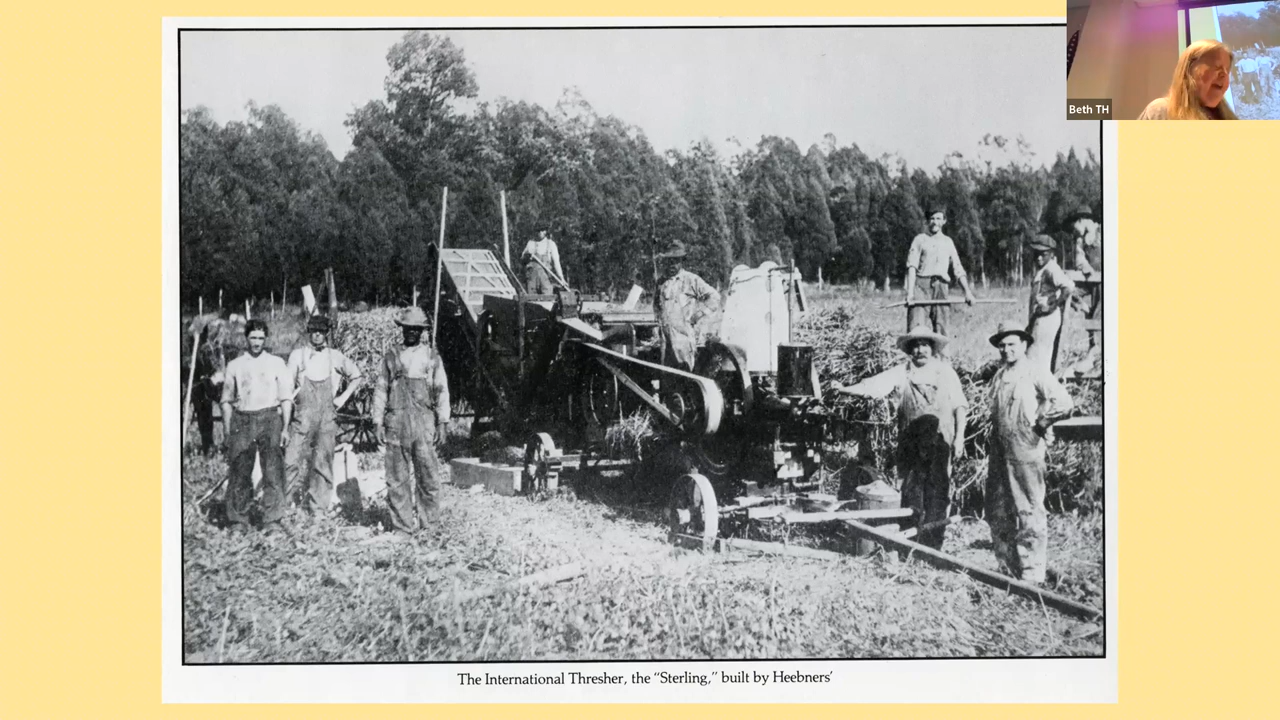 Beth TH
The International Thresher, the “Sterling,” built by Heebners’